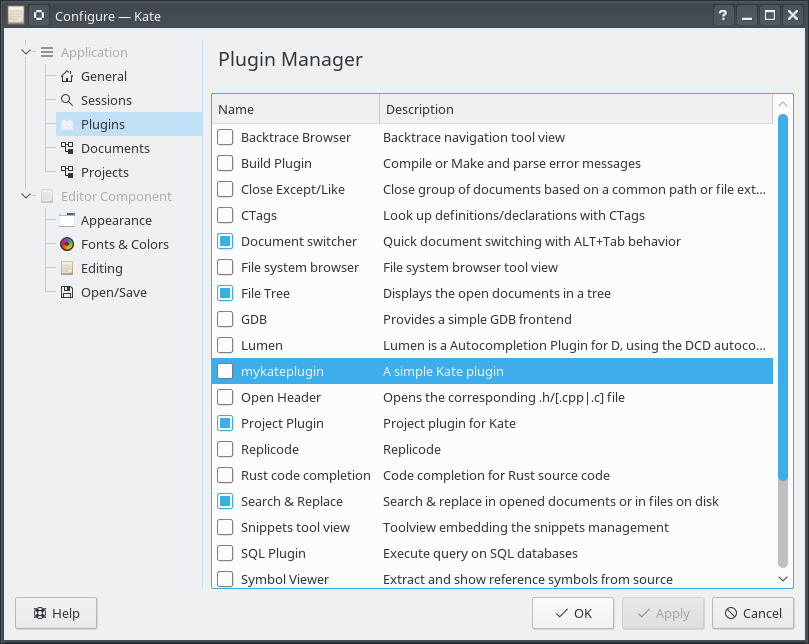 Configure — Kate
Application
General
Sessions
Plugins
Documents
Projects
Editor Component
Appearance
Fonts & Colors
Editing
Open/Save
Plugin Manager
Name Description
Backtrace Browser Backtrace navigation tool view
Build Plugin Compile or Make and parse error messages
Close Except/Like Close group of documents based on a common path or file ext...
CTags Look up definitions/declarations with CTags
Document switcher Quick document switching with ALT+Tab behavior
File system browser File system browser tool view
File Tree Displays the open documents in a tree
GDB Provides a simple GDB frontend
Lumen Lumen is a Autocompletion Plugin for D, using the DCD autoco...
mykateplugin A simple Kate plugin
Open Header Opens the corresponding .h/[.cpp|.c] file
Project Plugin Project plugin for Kate
Replicode Replicode
Rust code completion Code completion for Rust source code
Search & Replace Search & replace in opened documents or in files on disk
Snippets tool view Toolview embedding the snippets management
SQL Plugin Execute query on SQL databases
Symbol Viewer Extract and show reference symbols from source
Help OK Apply Cancel